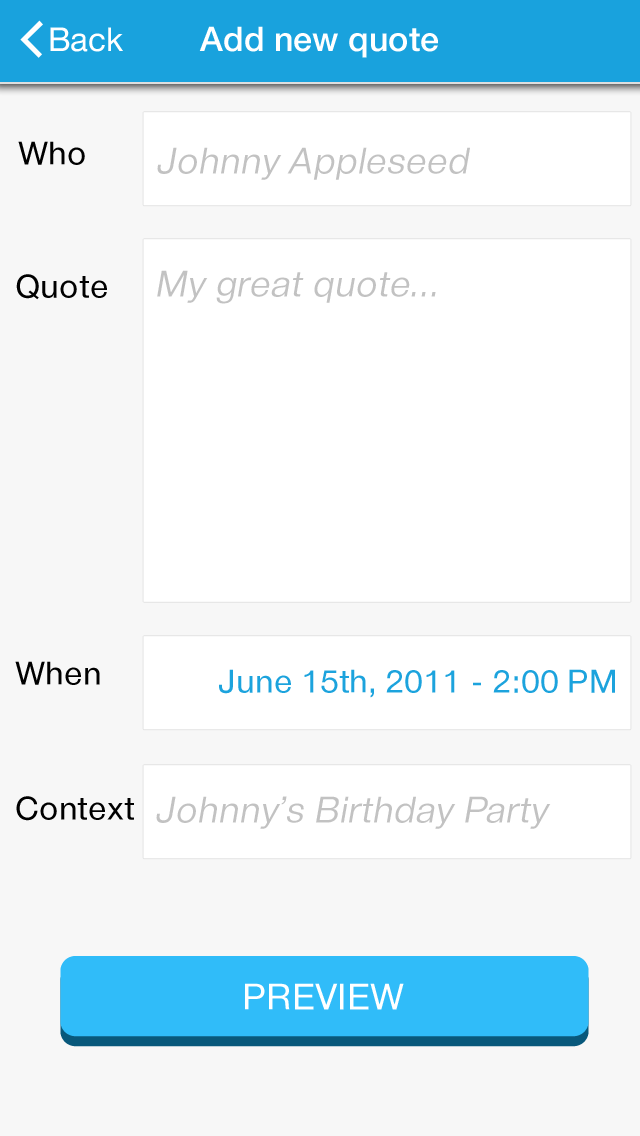 Back Add new quote
Who Johnny Appleseed
Quote My great quote...
When June 15th, 2011 - 2:00 PM
Context Johnny’s Birthday Party
PREVIEW